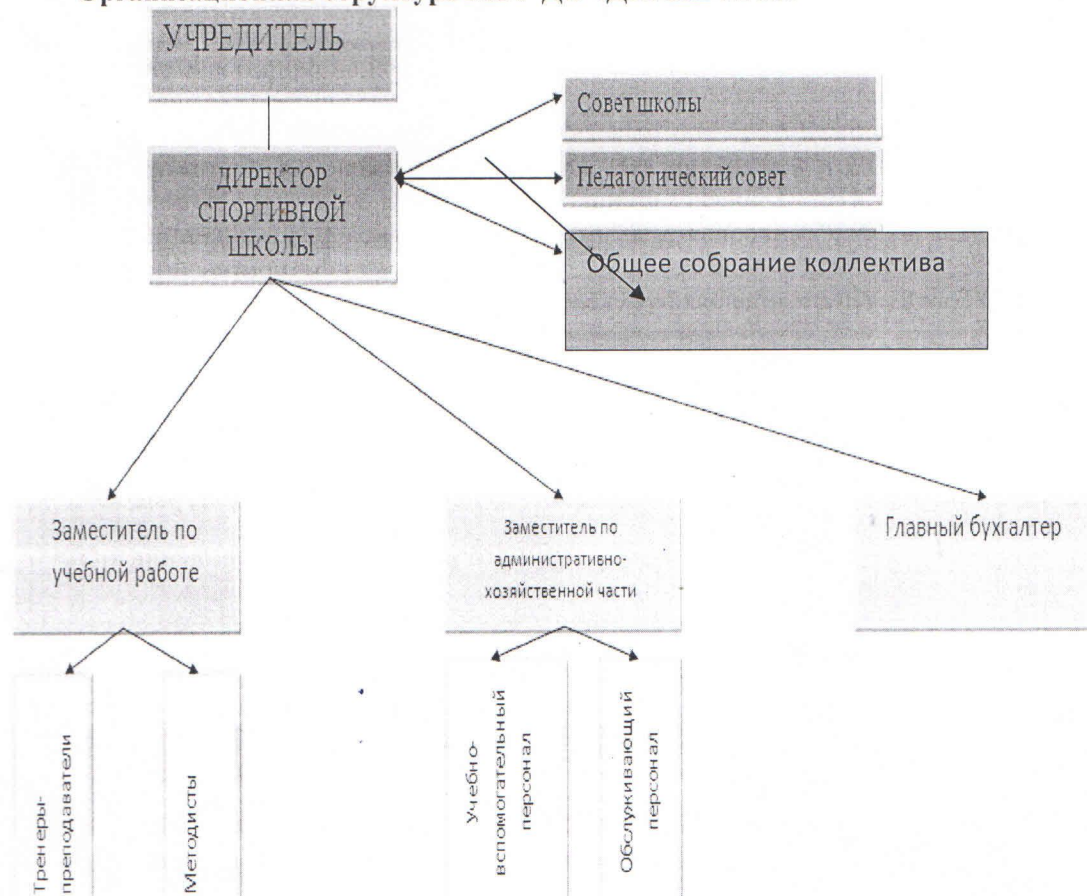 УЧРЕДИТЕЛЬ
ДИРЕКТОР
СПОРТИВНОЙ
ШКОЛЫ
Совет школы
Педагогический совет
Общее собрание коллектива
Заместитель по
учебной работе
Заместитель по
административно-
хозяйственной части
Главный бухгалтер
Тренеры-
преподаватели
Методисты
Учебно-
вспомогательный
персонал
Обслуживающий
персонал